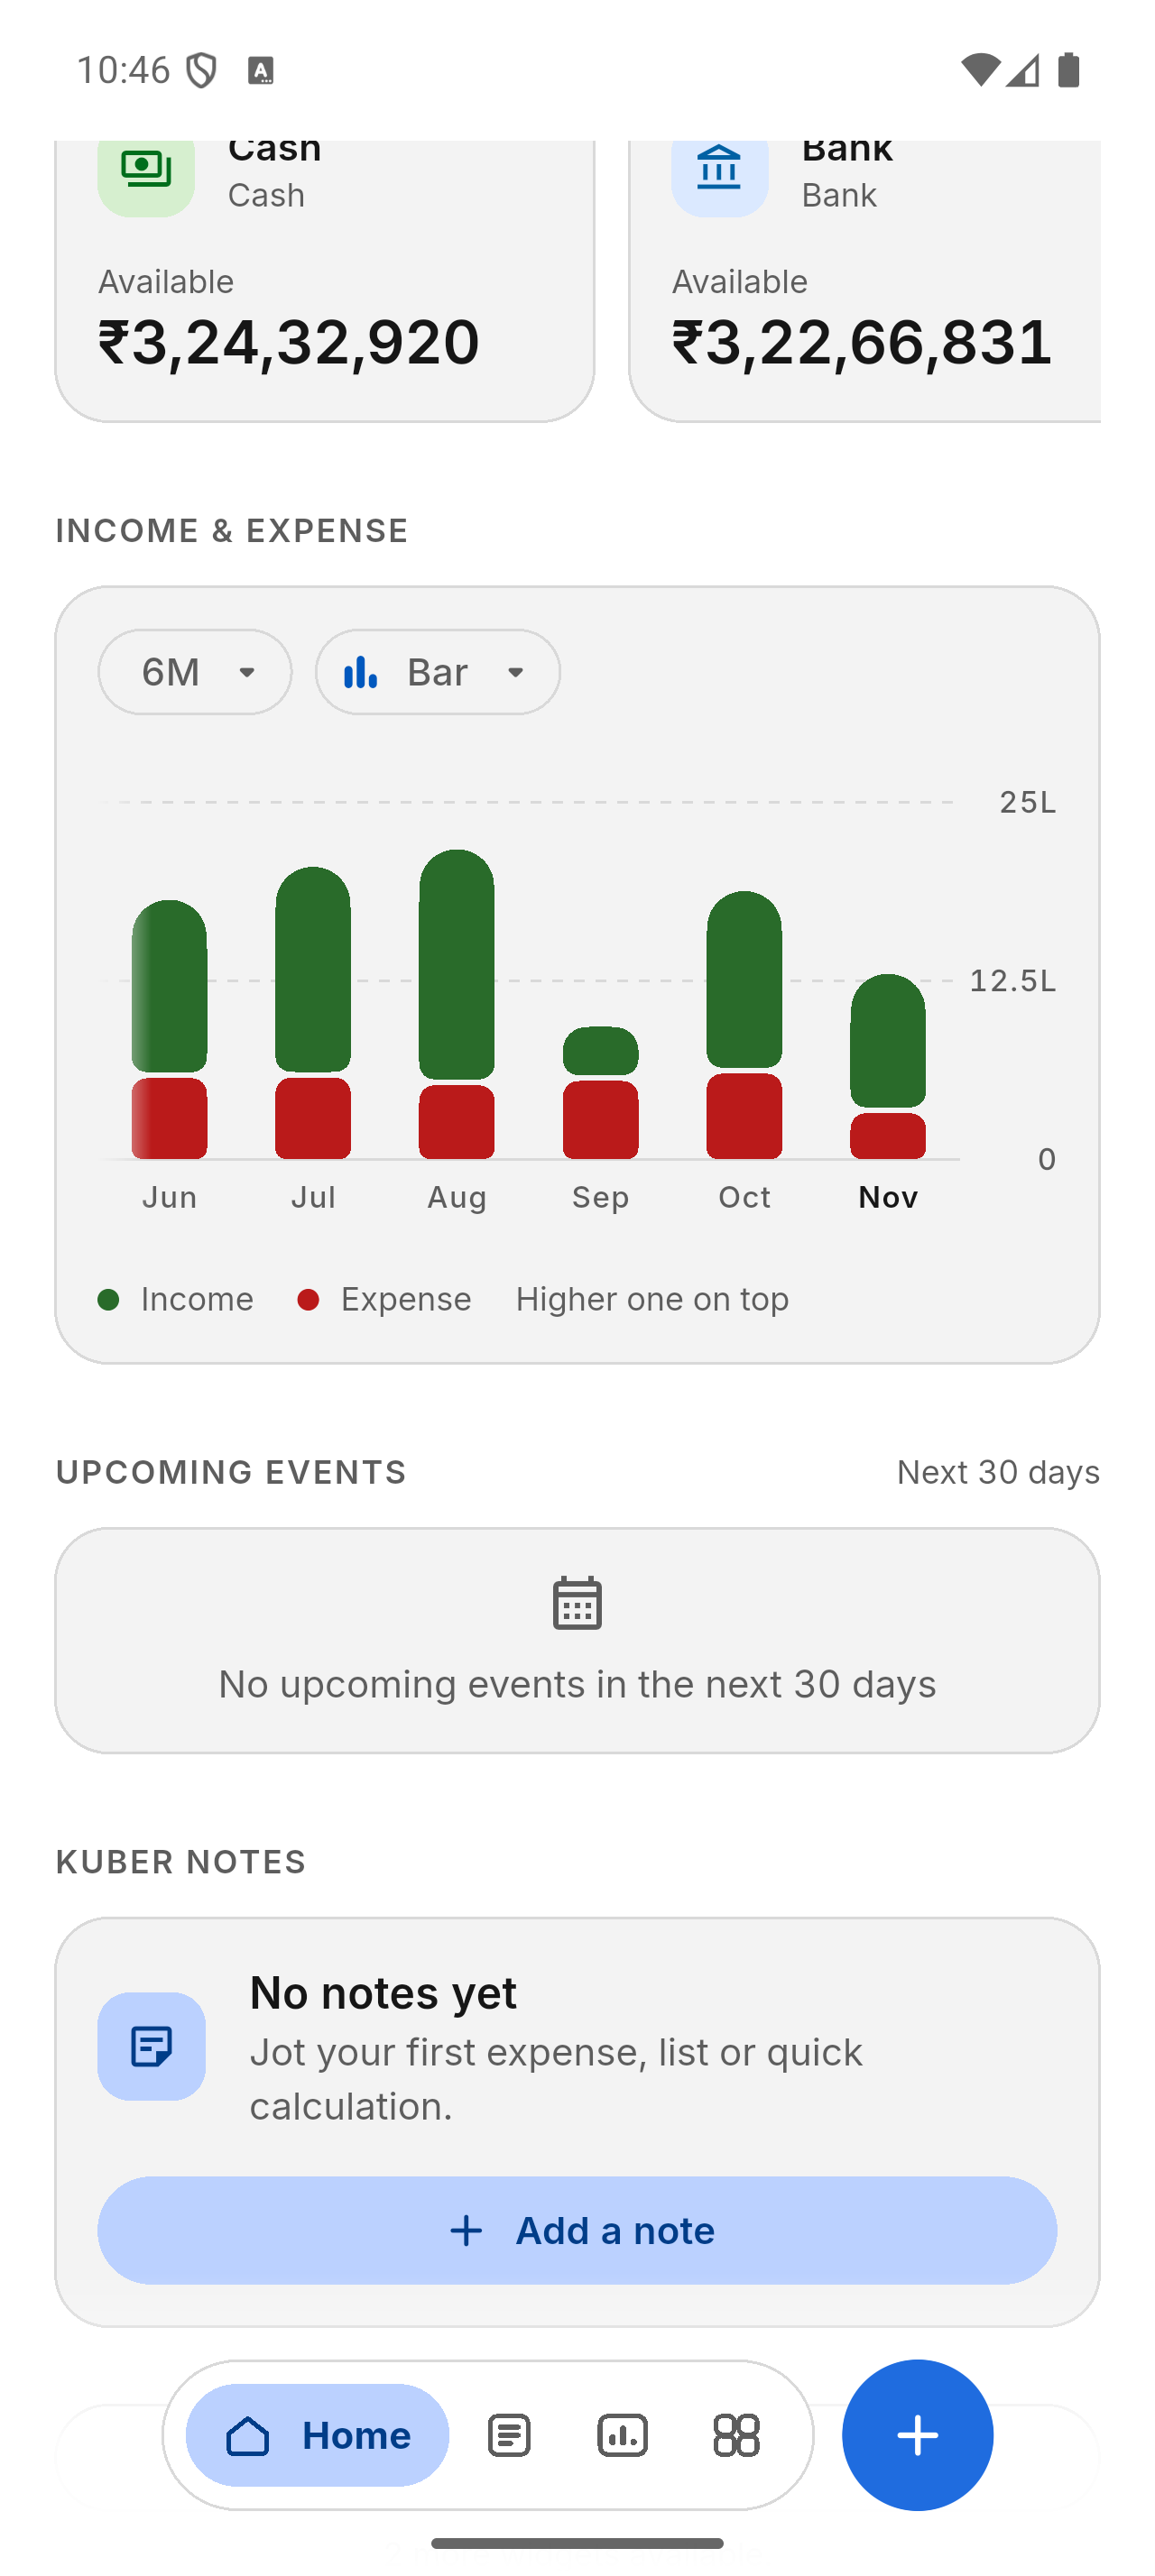 10:46
Cash
Cash
Available
₹3,24,32,920
Bank
Bank
Available
₹3,22,66,831
INCOME & EXPENSE
6M
Bar
25L
12.5L
0
Jun Jul Aug Sep Oct Nov
Income Expense Higher one on top
UPCOMING EVENTS
Next 30 days
No upcoming events in the next 30 days
KUBER NOTES
No notes yet
Jot your first expense, list or quick
calculation.
Add a note
Home